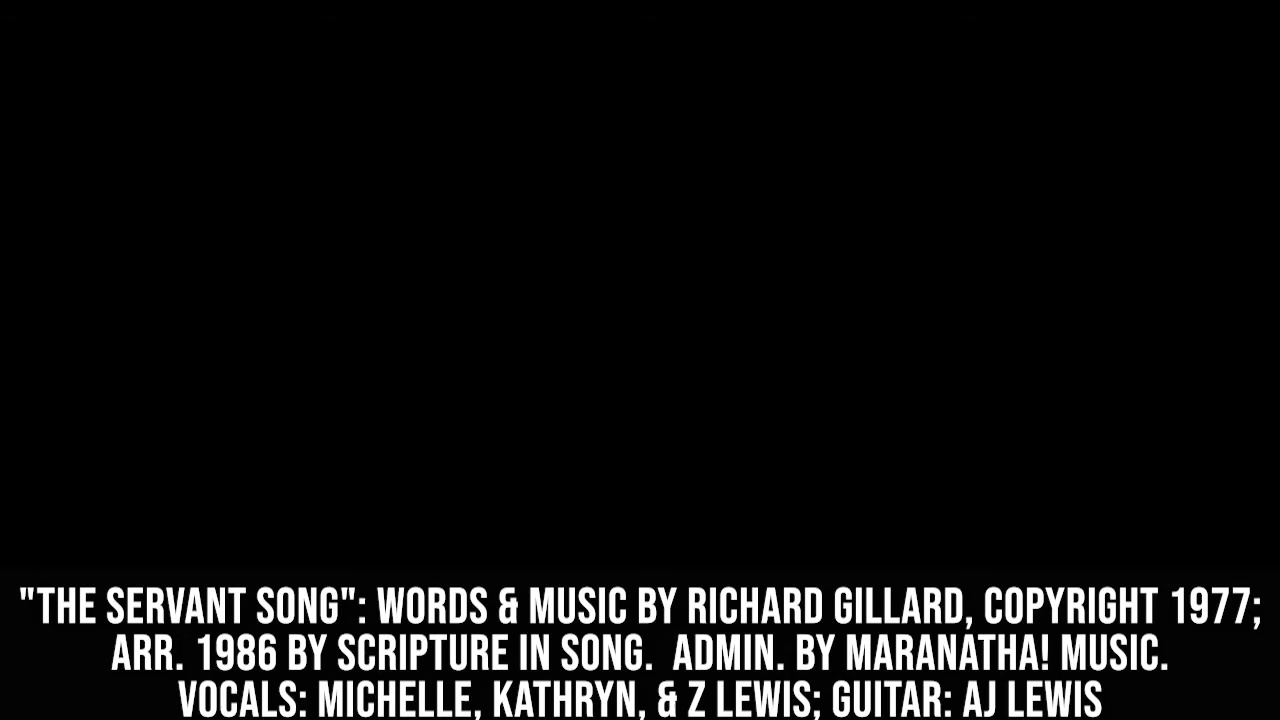 "THE SERVANT SONG": WORDS & MUSIC BY RICHARD GILLARD, COPYRIGHT 1977;
ARR. 1986 BY SCRIPTURE IN SONG.  ADMIN. BY MARANATHA! MUSIC.
VOCALS: MICHELLE, KATHRYN, & Z LEWIS; GUITAR: AJ LEWIS